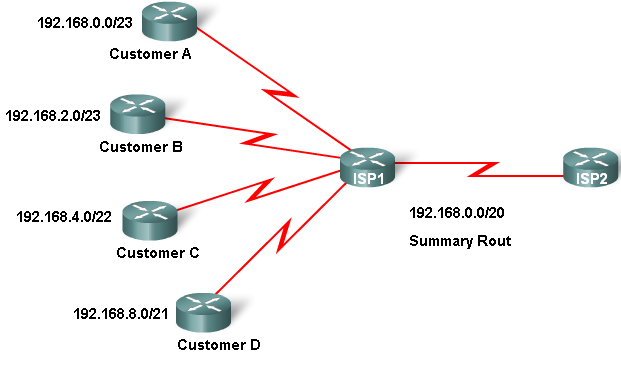 192.168.0.0/23
Customer A
192.168.2.0/23
Customer B
ISP1
ISP2
192.168.4.0/22
192.168.0.0/20
Customer C
Summary Rout
192.168.8.0/21
Customer D